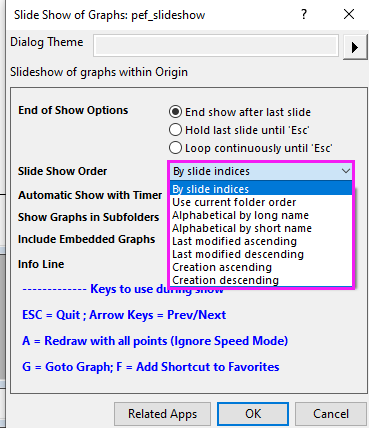 Slide Show of Graphs: pef_slideshow ? ×
Dialog Theme
Slideshow of graphs within Origin
End of Show Options
End show after last slide
Hold last slide until 'Esc'
Loop continuously until 'Esc'
Slide Show Order By slide indices
By slide indices
Automatic Show with Timer
Use current folder order
Alphabetical by long name
Show Graphs in Subfolders
Alphabetical by short name
Include Embedded Graphs
Last modified ascending
Last modified descending
Info Line
Creation ascending
Creation descending
------------- Keys to use during show
ESC = Quit ; Arrow Keys = Prev/Next
A = Redraw with all points (Ignore Speed Mode)
G = Goto Graph; F = Add Shortcut to Favorites
Related Apps OK Cancel